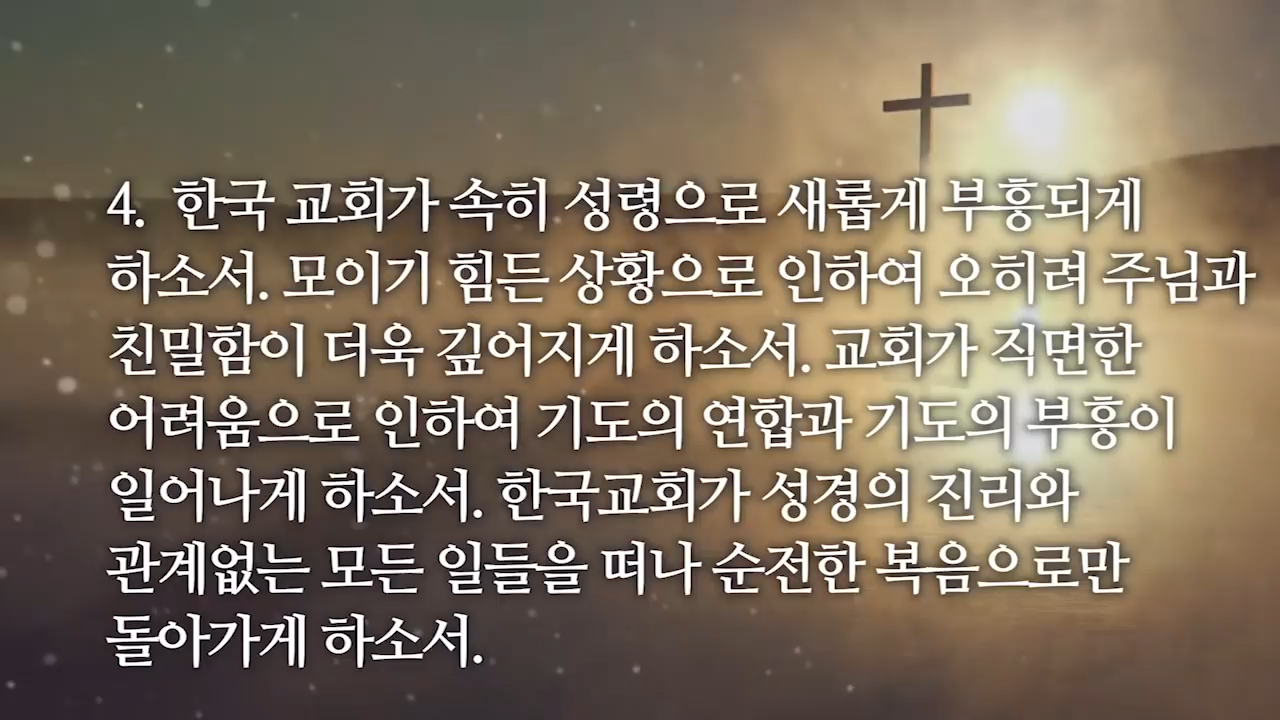 4. 한국 교회가 속히 성령으로 새롭게 부흥되게
하소서. 모이기 힘든 상황으로 인하여 오히려 주님과
친밀함이 더욱 깊어지게 하소서. 교회가 직면한
어려움으로 인하여 기도의 연합과 기도의 부흥이
일어나게 하소서. 한국교회가 성경의 진리와
관계없는 모든 일들을 떠나 순전한 복음으로만
돌아가게 하소서.